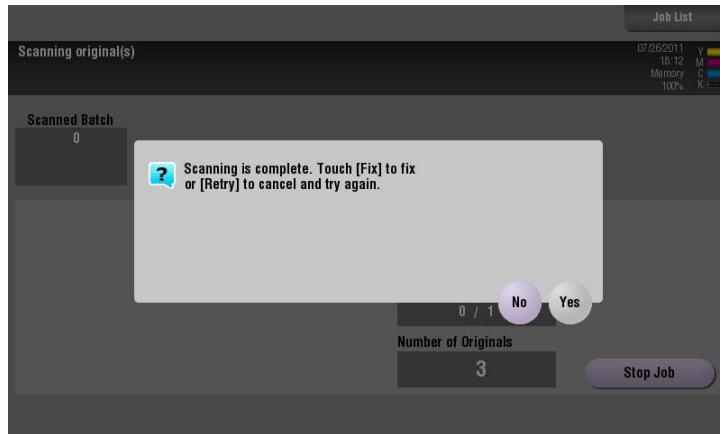 Job List
Scanning original(s)
07/26/2011
18:12
Memory
100%
Y
M
C
K
Scanned Batch
0
?
Scanning is complete. Touch [Fix] to fix
or [Retry] to cancel and try again.
No
Yes
0 / 1
Number of Originals
3
Stop Job